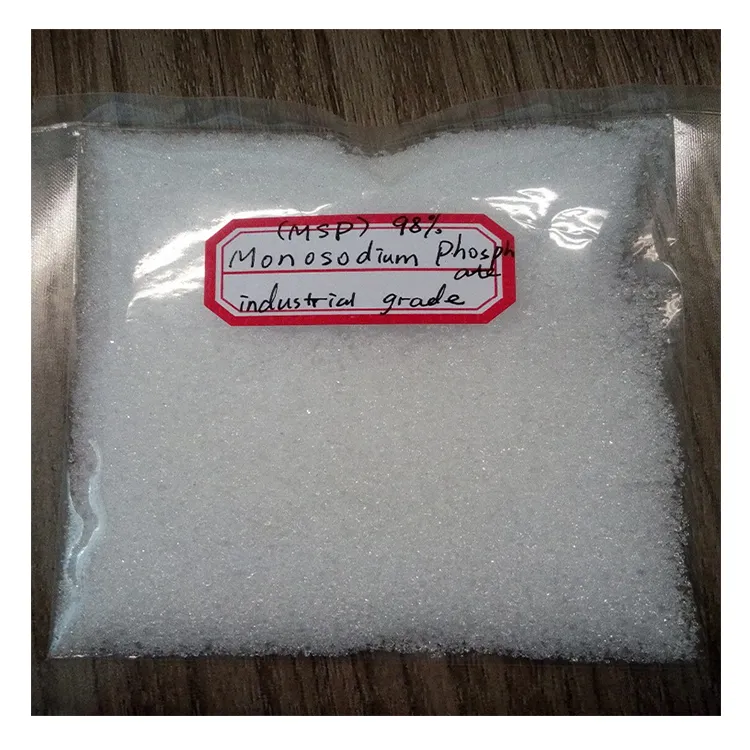 (MSP) 98%
Monosodium Phosph
ate
industrial grade